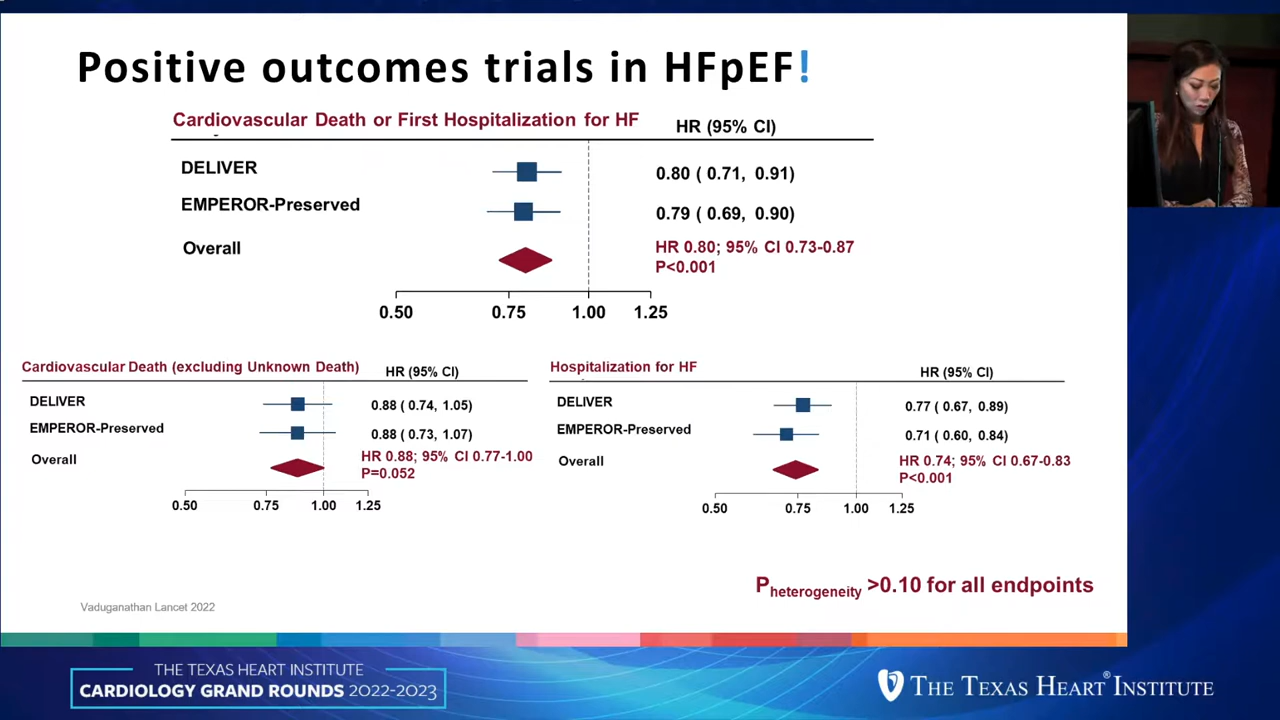 Positive outcomes trials in HFpEF!
Cardiovascular Death or First Hospitalization for HF HR (95% CI)
DELIVER 0.80 ( 0.71, 0.91)
EMPEROR-Preserved 0.79 ( 0.69, 0.90)
Overall HR 0.80; 95% CI 0.73-0.87
P<0.001
0.50 0.75 1.00 1.25
Cardiovascular Death (excluding Unknown Death) HR (95% CI)
DELIVER 0.88 ( 0.74, 1.05)
EMPEROR-Preserved 0.88 ( 0.73, 1.07)
Overall HR 0.88; 95% CI 0.77-1.00
P=0.052
0.50 0.75 1.00 1.25
Hospitalization for HF HR (95% CI)
DELIVER 0.77 ( 0.67, 0.89)
EMPEROR-Preserved 0.71 ( 0.60, 0.84)
Overall HR 0.74; 95% CI 0.67-0.83
P<0.001
0.50 0.75 1.00 1.25
Pheterogeneity >0.10 for all endpoints
Vaduganathan Lancet 2022
THE TEXAS HEART INSTITUTE
CARDIOLOGY GRAND ROUNDS 2022-2023
THE TEXAS HEART® INSTITUTE